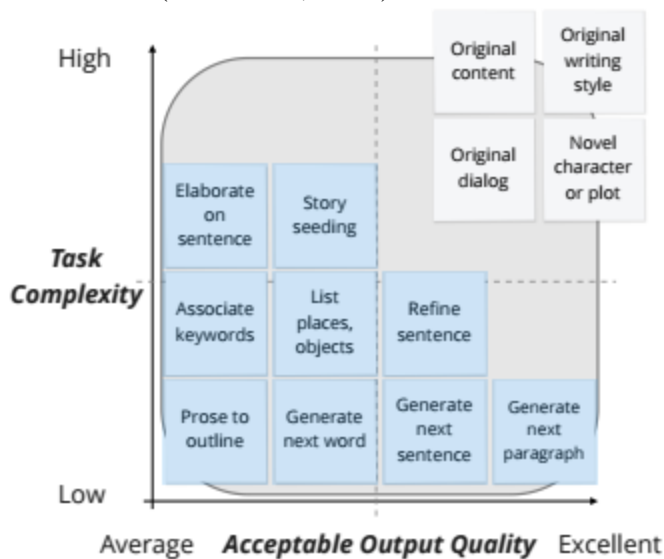 High
Original
content
Original
writing
style
Original
dialog
Novel
character
or plot
Elaborate
on
sentence
Story
seeding
Task
Complexity
Associate
keywords
List
places,
objects
Refine
sentence
Prose to
outline
Generate
next word
Generate
next
sentence
Generate
next
paragraph
Low
Average
Acceptable Output Quality
Excellent